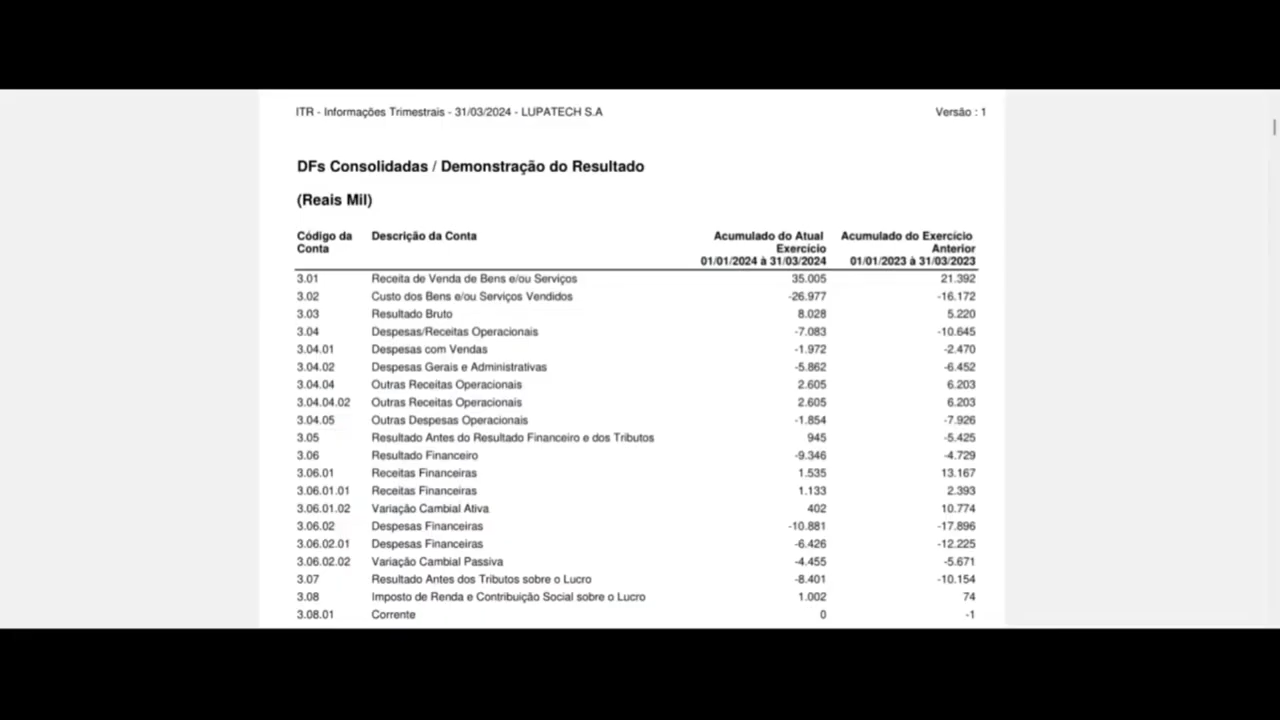 ITR - Informações Trimestrais - 31/03/2024 - LUPATECH S.A Versão : 1
DFs Consolidadas / Demonstração do Resultado
(Reais Mil)
Código da Conta Descrição da Conta Acumulado do Atual Exercício 01/01/2024 à 31/03/2024 Acumulado do Exercício Anterior 01/01/2023 à 31/03/2023
3.01 Receita de Venda de Bens e/ou Serviços 35.005 21.392
3.02 Custo dos Bens e/ou Serviços Vendidos -26.977 -16.172
3.03 Resultado Bruto 8.028 5.220
3.04 Despesas/Receitas Operacionais -7.083 -10.645
3.04.01 Despesas com Vendas -1.972 -2.470
3.04.02 Despesas Gerais e Administrativas -5.862 -6.452
3.04.04 Outras Receitas Operacionais 2.605 6.203
3.04.04.02 Outras Receitas Operacionais 2.605 6.203
3.04.05 Outras Despesas Operacionais -1.854 -7.926
3.05 Resultado Antes do Resultado Financeiro e dos Tributos 945 -5.425
3.06 Resultado Financeiro -9.346 -4.729
3.06.01 Receitas Financeiras 1.535 13.167
3.06.01.01 Receitas Financeiras 1.133 2.393
3.06.01.02 Variação Cambial Ativa 402 10.774
3.06.02 Despesas Financeiras -10.881 -17.896
3.06.02.01 Despesas Financeiras -6.426 -12.225
3.06.02.02 Variação Cambial Passiva -4.455 -5.671
3.07 Resultado Antes dos Tributos sobre o Lucro -8.401 -10.154
3.08 Imposto de Renda e Contribuição Social sobre o Lucro 1.002 74
3.08.01 Corrente 0 -1